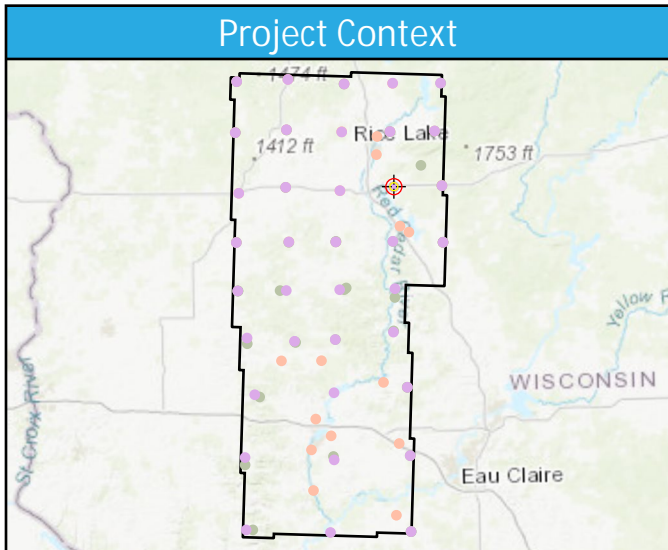 Project Context
1474 ft
Rice Lake
1412 ft
1753 ft
Red Cedar River
Yellow R
WISCONSIN
St Croix River
Eau Claire